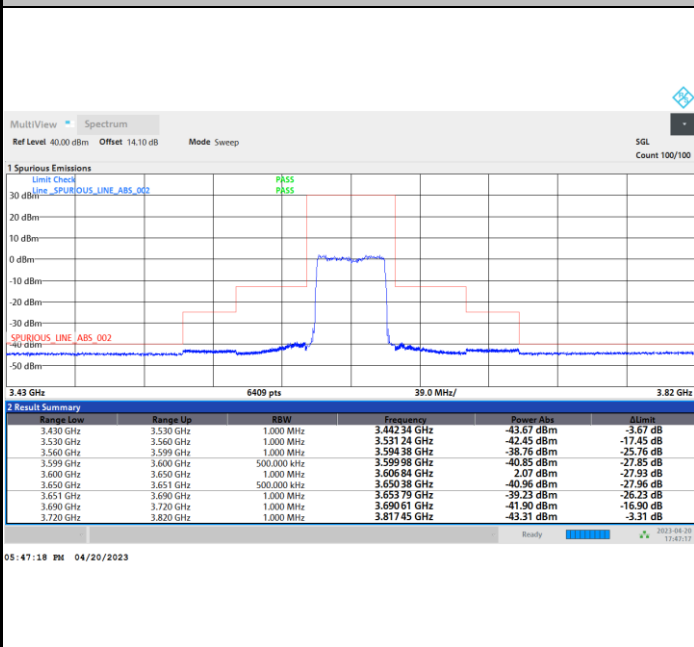 MultiView Spectrum
Ref Level 40.00 dBm Offset 14.10 dB Mode Sweep SGL
Count 100/100
1 Spurious Emissions
Limit Check PASS
Line _SPURIOUS_LINE_ABS_002 PASS
30 dBm
20 dBm
10 dBm
0 dBm
-10 dBm
-20 dBm
-30 dBm
SPURIOUS_LINE_ABS_002
-40 dBm
-50 dBm
3.43 GHz 6409 pts 39.0 MHz/ 3.82 GHz
2 Result Summary
Range Low Range Up RBW Frequency Power Abs ΔLimit
3.430 GHz 3.530 GHz 1.000 MHz 3.442 34 GHz -43.67 dBm -3.67 dB
3.530 GHz 3.560 GHz 1.000 MHz 3.531 24 GHz -42.45 dBm -17.45 dB
3.560 GHz 3.599 GHz 1.000 MHz 3.594 38 GHz -38.76 dBm -25.76 dB
3.599 GHz 3.600 GHz 500.000 kHz 3.599 98 GHz -40.85 dBm -27.85 dB
3.600 GHz 3.650 GHz 1.000 MHz 3.606 84 GHz 2.07 dBm -27.93 dB
3.650 GHz 3.651 GHz 500.000 kHz 3.650 38 GHz -40.96 dBm -27.96 dB
3.651 GHz 3.690 GHz 1.000 MHz 3.653 79 GHz -39.23 dBm -26.23 dB
3.690 GHz 3.720 GHz 1.000 MHz 3.690 61 GHz -41.90 dBm -16.90 dB
3.720 GHz 3.820 GHz 1.000 MHz 3.817 45 GHz -43.31 dBm -3.31 dB
Ready 2023-04-20
17:47:17
05:47:18 PM 04/20/2023